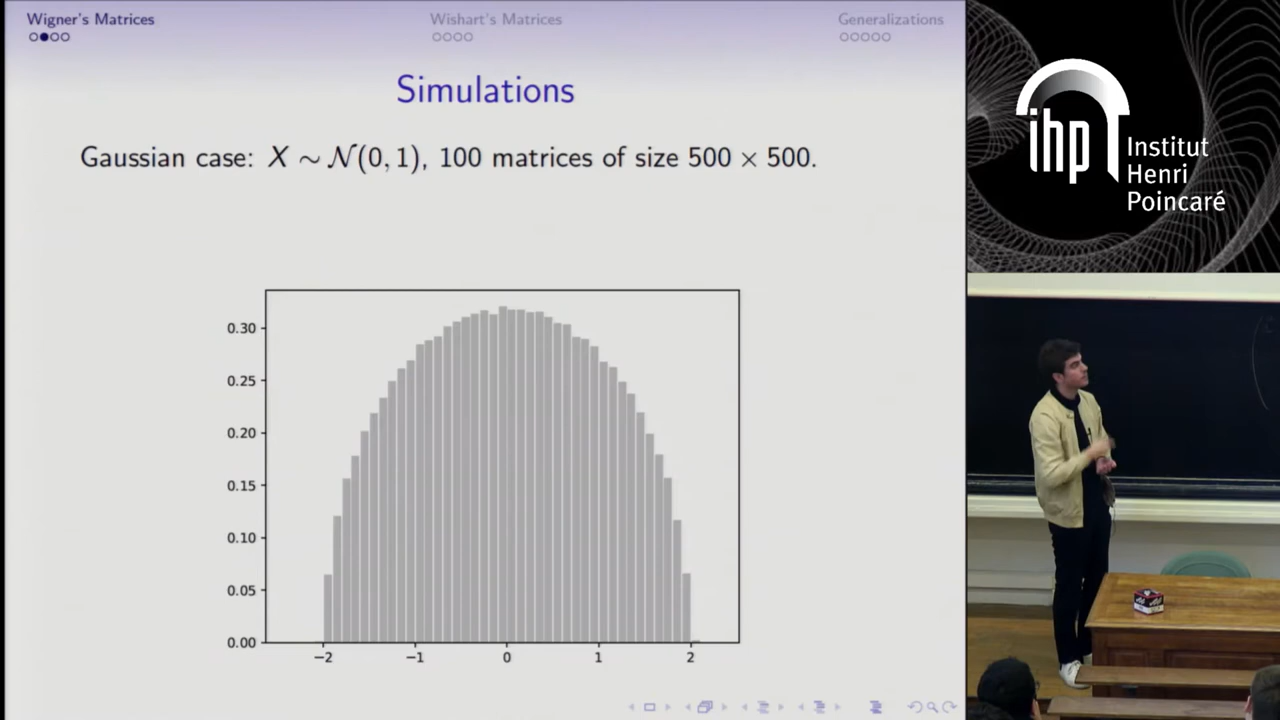 Wigner's Matrices
Wishart's Matrices
Generalizations
Simulations
Gaussian case: X ∼ 𝒩(0, 1), 100 matrices of size 500 × 500.
0.30
0.25
0.20
0.15
0.10
0.05
0.00
−2 −1 0 1 2
ihp Institut
Henri
Poincaré